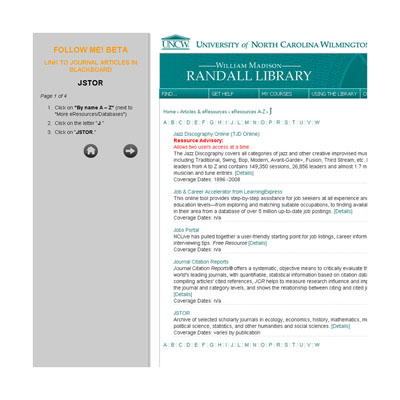 FOLLOW ME! BETA
LINK TO JOURNAL ARTICLES IN
BLACKBOARD
JSTOR
Page 1 of 4
1. Click on "By name A – Z" (next to
"More eResources/Databases")
2. Click on the letter "J."
3. Click on "JSTOR."
UNCW
UNIVERSITY OF NORTH CAROLINA WILMINGTON
WILLIAM MADISON
RANDALL LIBRARY
FIND...
GET HELP
MY COURSES
USING THE LIBRARY
Home › Articles & eResources › eResources A-Z › J
A B C D E F G H I J K L M N O P Q R S T U V W
Jazz Discography Online (TJD Online)
Resource Advisory:
Allows two users access at a time.
The Jazz Discography covers all categories of jazz and other creative improvised mus
including Traditional, Swing, Bop, Modern, Avant-Garde, Fusion, Third Stream, etc. I
leaders from A to Z and contains 149,350 sessions, 26,856 leaders and almost 1.7 m
musician and tune entries. [Details]
Coverage Dates: 1896 -2008
Job & Career Accelerator from LearningExpress
This online tool provides step-by-step assistance for job seekers at all experience an
education levels—from exploring and matching suitable occupations, to finding availab
in their area from a database of over 5 million up-to-date job postings. [Details]
Coverage Dates: n/a
Jobs Portal
NCLive has pulled together a user-friendly starting point for job listings, career inform
interviewing tips. Free Resource [Details]
Coverage Dates: n/a
Journal Citation Reports
Journal Citation Reports® offers a systematic, objective means to critically evaluate th
world's leading journals, with quantifiable, statistical information based on citation data
compiling articles' cited references, JCR helps to measure research influence and imp
the journal and category levels, and shows the relationship between citing and cited j
[Details]
Coverage Dates: n/a
JSTOR
Archive of selected scholarly journals in ecology, economics, history, mathematics,
political science, statistics, and other humanities and social sciences. [Details]
Coverage Dates: varies by publication
A B C D E F G H I J K L M N O P Q R S T U V W